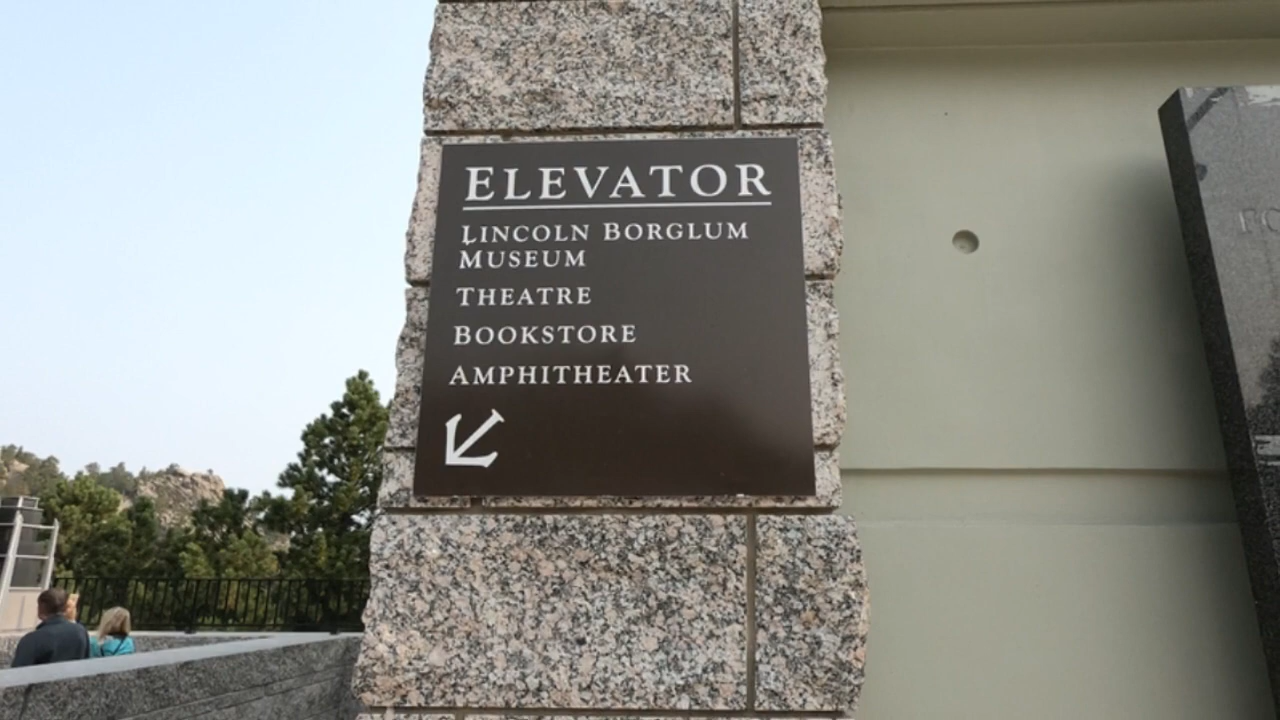 ELEVATOR
LINCOLN BORGLUM
MUSEUM
THEATRE
BOOKSTORE
AMPHITHEATER